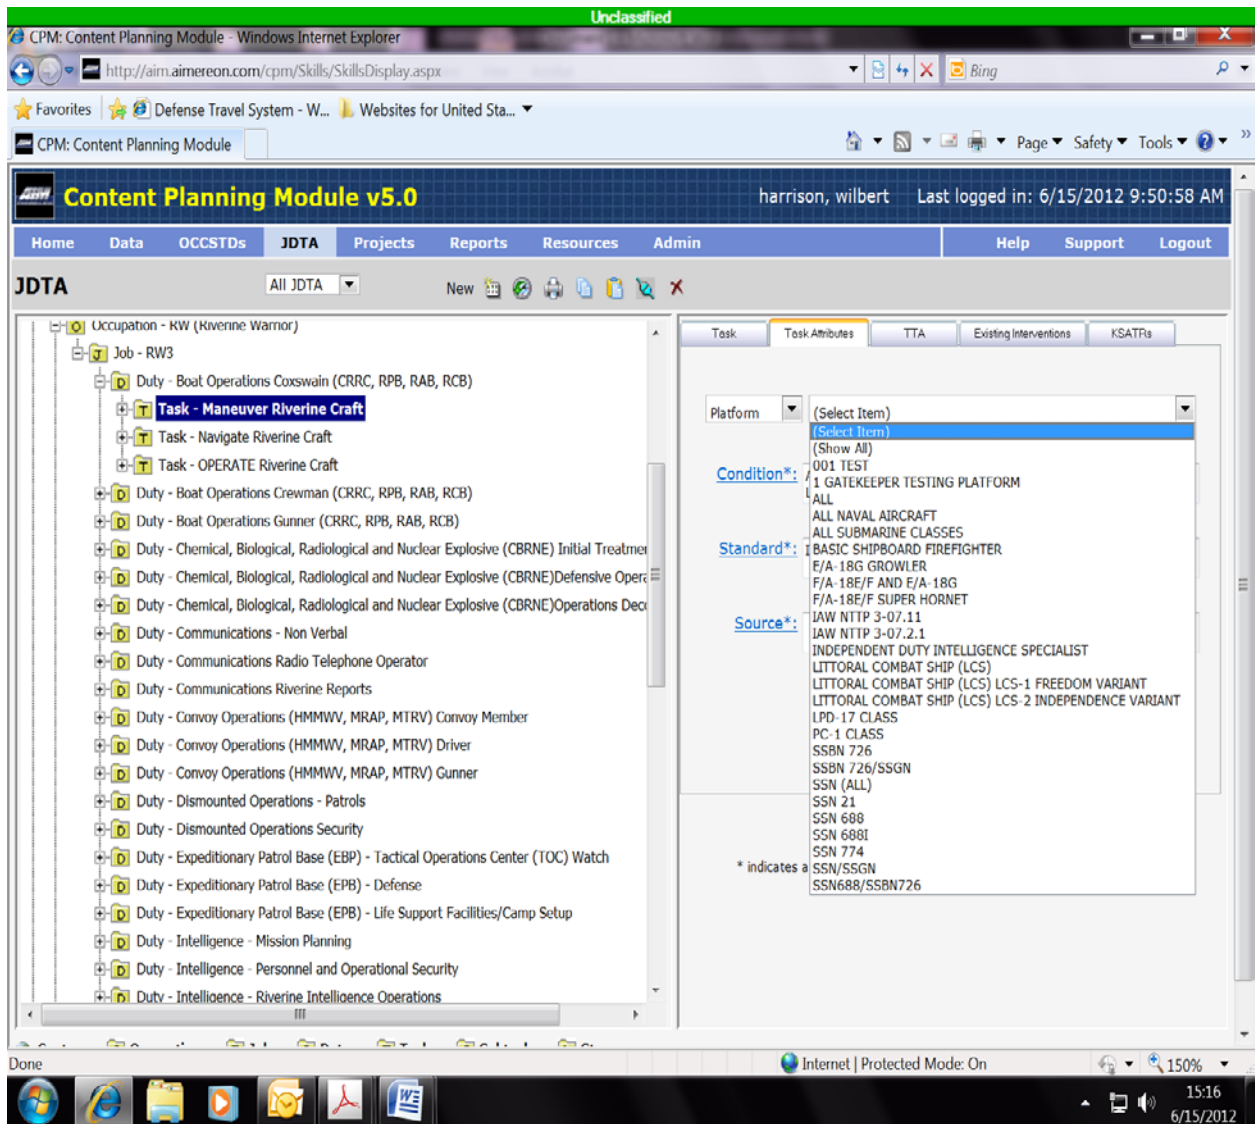 Unclassified
CPM: Content Planning Module - Windows Internet Explorer
http://aim.aimereon.com/cpm/Skills/SkillsDisplay.aspx
Bing
Favorites Defense Travel System - W... Websites for United Sta...
CPM: Content Planning Module
Page Safety Tools
Content Planning Module v5.0 harrison, wilbert Last logged in: 6/15/2012 9:50:58 AM
Home Data OCCSTDs JDTA Projects Reports Resources Admin Help Support Logout
JDTA All JDTA New
Occupation - RW (Riverine Warrior)
Job - RW3
Duty - Boat Operations Coxswain (CRRC, RPB, RAB, RCB)
Task - Maneuver Riverine Craft
Task - Navigate Riverine Craft
Task - OPERATE Riverine Craft
Duty - Boat Operations Crewman (CRRC, RPB, RAB, RCB)
Duty - Boat Operations Gunner (CRRC, RPB, RAB, RCB)
Duty - Chemical, Biological, Radiological and Nuclear Explosive (CBRNE) Initial Treatmer
Duty - Chemical, Biological, Radiological and Nuclear Explosive (CBRNE)Defensive Opera
Duty - Chemical, Biological, Radiological and Nuclear Explosive (CBRNE)Operations Deco
Duty - Communications - Non Verbal
Duty - Communications Radio Telephone Operator
Duty - Communications Riverine Reports
Duty - Convoy Operations (HMMWV, MRAP, MTRV) Convoy Member
Duty - Convoy Operations (HMMWV, MRAP, MTRV) Driver
Duty - Convoy Operations (HMMWV, MRAP, MTRV) Gunner
Duty - Dismounted Operations - Patrols
Duty - Dismounted Operations Security
Duty - Expeditionary Patrol Base (EBP) - Tactical Operations Center (TOC) Watch
Duty - Expeditionary Patrol Base (EPB) - Defense
Duty - Expeditionary Patrol Base (EPB) - Life Support Facilities/Camp Setup
Duty - Intelligence - Mission Planning
Duty - Intelligence - Personnel and Operational Security
Duty - Intelligence - Riverine Intelligence Operations
Task Task Attributes TTA Existing Interventions KSATRs
Platform (Select Item)
Condition*:
Standard*:
Source*:
* indicates a
(Select Item)
(Show All)
001 TEST
1 GATEKEEPER TESTING PLATFORM
ALL
ALL NAVAL AIRCRAFT
ALL SUBMARINE CLASSES
BASIC SHIPBOARD FIREFIGHTER
E/A-18G GROWLER
F/A-18E/F AND E/A-18G
F/A-18E/F SUPER HORNET
IAW NTTP 3-07.11
IAW NTTP 3-07.2.1
INDEPENDENT DUTY INTELLIGENCE SPECIALIST
LITTORAL COMBAT SHIP (LCS)
LITTORAL COMBAT SHIP (LCS) LCS-1 FREEDOM VARIANT
LITTORAL COMBAT SHIP (LCS) LCS-2 INDEPENDENCE VARIANT
LPD-17 CLASS
PC-1 CLASS
SSBN 726
SSBN 726/SSGN
SSN (ALL)
SSN 21
SSN 688
SSN 688I
SSN 774
SSN/SSGN
SSN688/SSBN726
Done Internet | Protected Mode: On 150%
15:16
6/15/2012